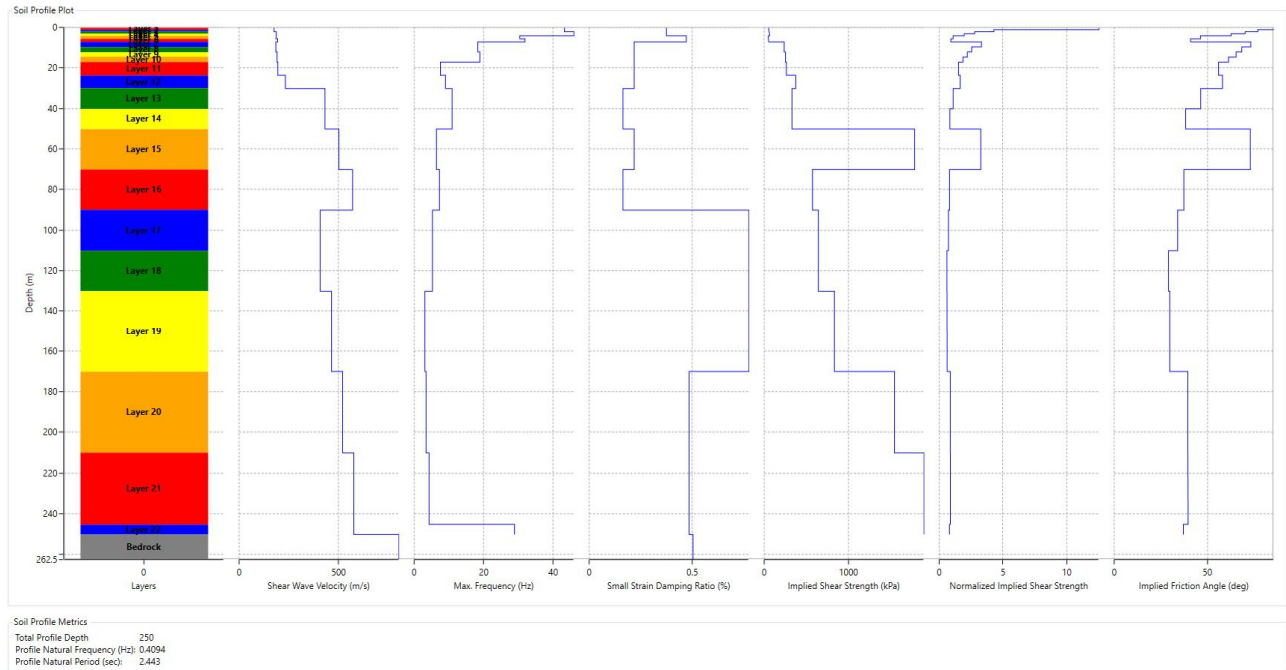 Soil Profile Plot
0
20
40
60
80
100
120
140
160
180
200
220
240
262.5
Depth (m)
Layer 9
Layer 10
Layer 11
Layer 12
Layer 13
Layer 14
Layer 15
Layer 16
Layer 17
Layer 18
Layer 19
Layer 20
Layer 21
Layer 22
Bedrock
0
Layers
0 500
Shear Wave Velocity (m/s)
0 20 40
Max. Frequency (Hz)
0 0.5
Small Strain Damping Ratio (%)
0 1000
Implied Shear Strength (kPa)
0 5 10
Normalized Implied Shear Strength
50
Implied Friction Angle (deg)
Soil Profile Metrics
Total Profile Depth 250
Profile Natural Frequency (Hz): 0.4094
Profile Natural Period (sec): 2.443